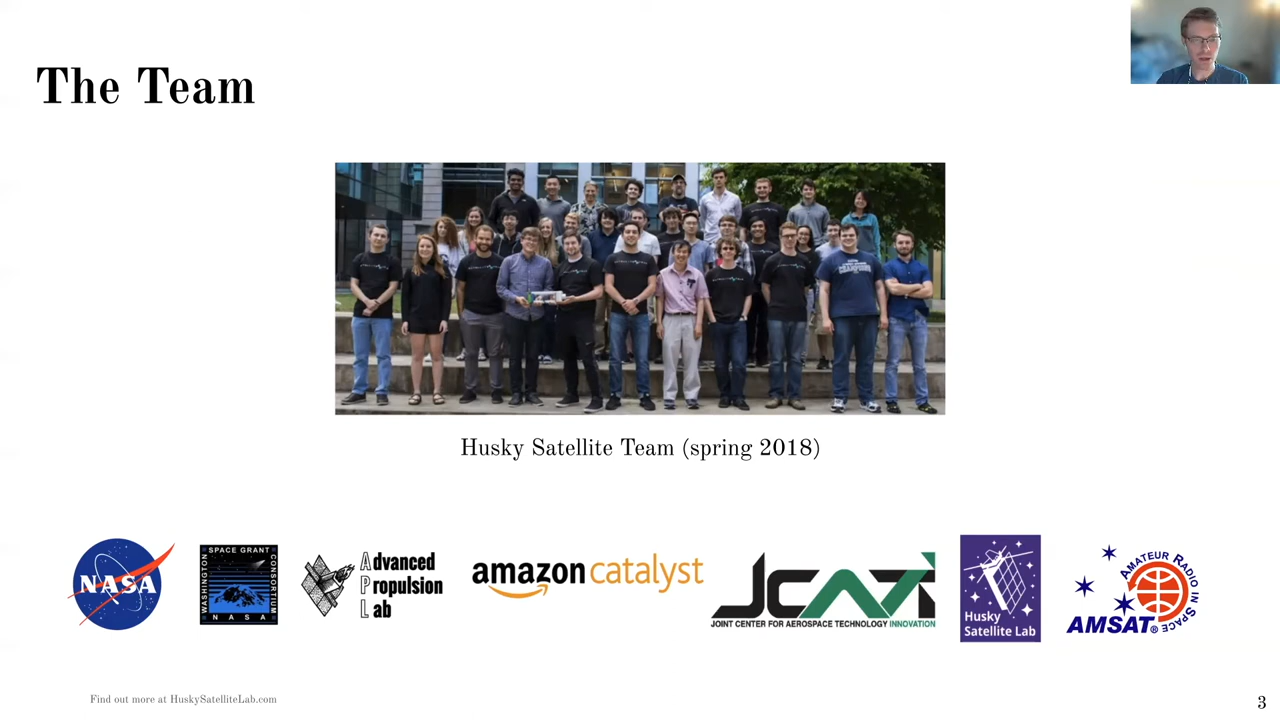 The Team
CHAMPIONS
Husky Satellite Team (spring 2018)
NASA
SPACE GRANT
WASHINGTON
CONSORTIUM
NASA
Advanced
Propulsion
Lab
amazon catalyst
JCATI
JOINT CENTER FOR AEROSPACE TECHNOLOGY INNOVATION
Husky
Satellite Lab
AMATEUR RADIO IN SPACE
AMSAT®
Find out more at HuskySatelliteLab.com
3